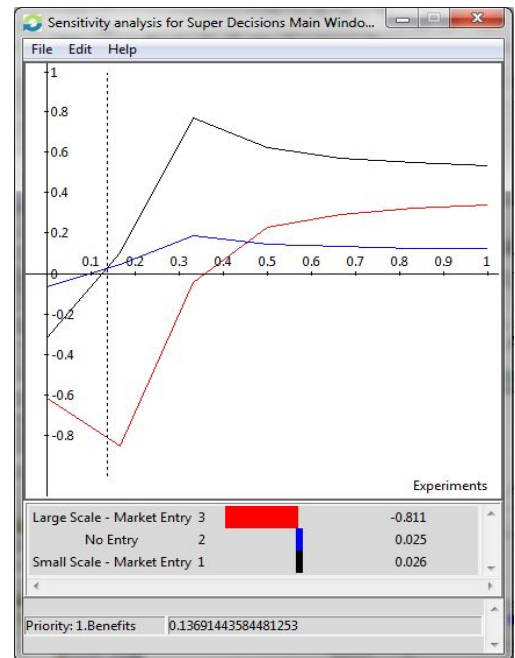 Sensitivity analysis for Super Decisions Main Windo...
File Edit Help
1
0.8
0.6
0.4
0.2
0.1 0.2 0.3 0.4 0.5 0.6 0.7 0.8 0.9 1
0
-0.2
-0.4
-0.6
-0.8
Experiments
Large Scale - Market Entry 3 -0.811
No Entry 2 0.025
Small Scale - Market Entry 1 0.026
Priority: 1.Benefits 0.13691443584481253